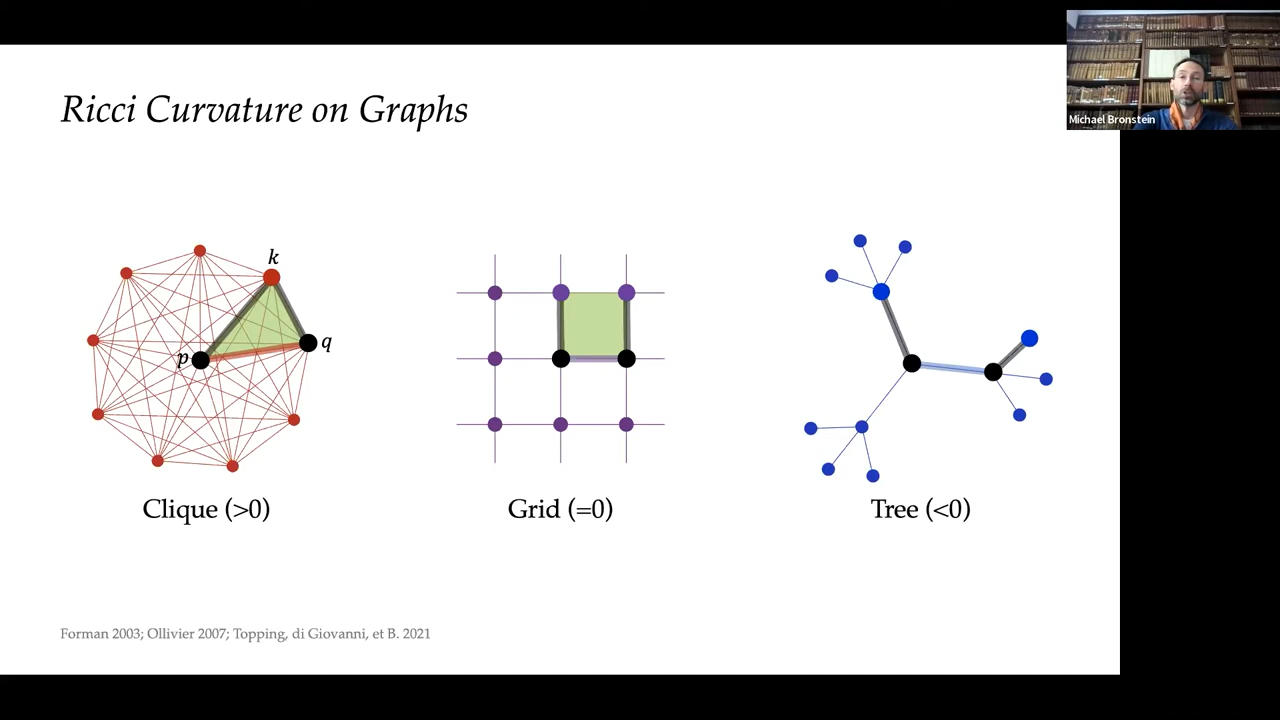 Michael Bronstein
Ricci Curvature on Graphs
k
p
q
Clique (>0)
Grid (=0)
Tree (<0)
Forman 2003; Ollivier 2007; Topping, di Giovanni, et B. 2021